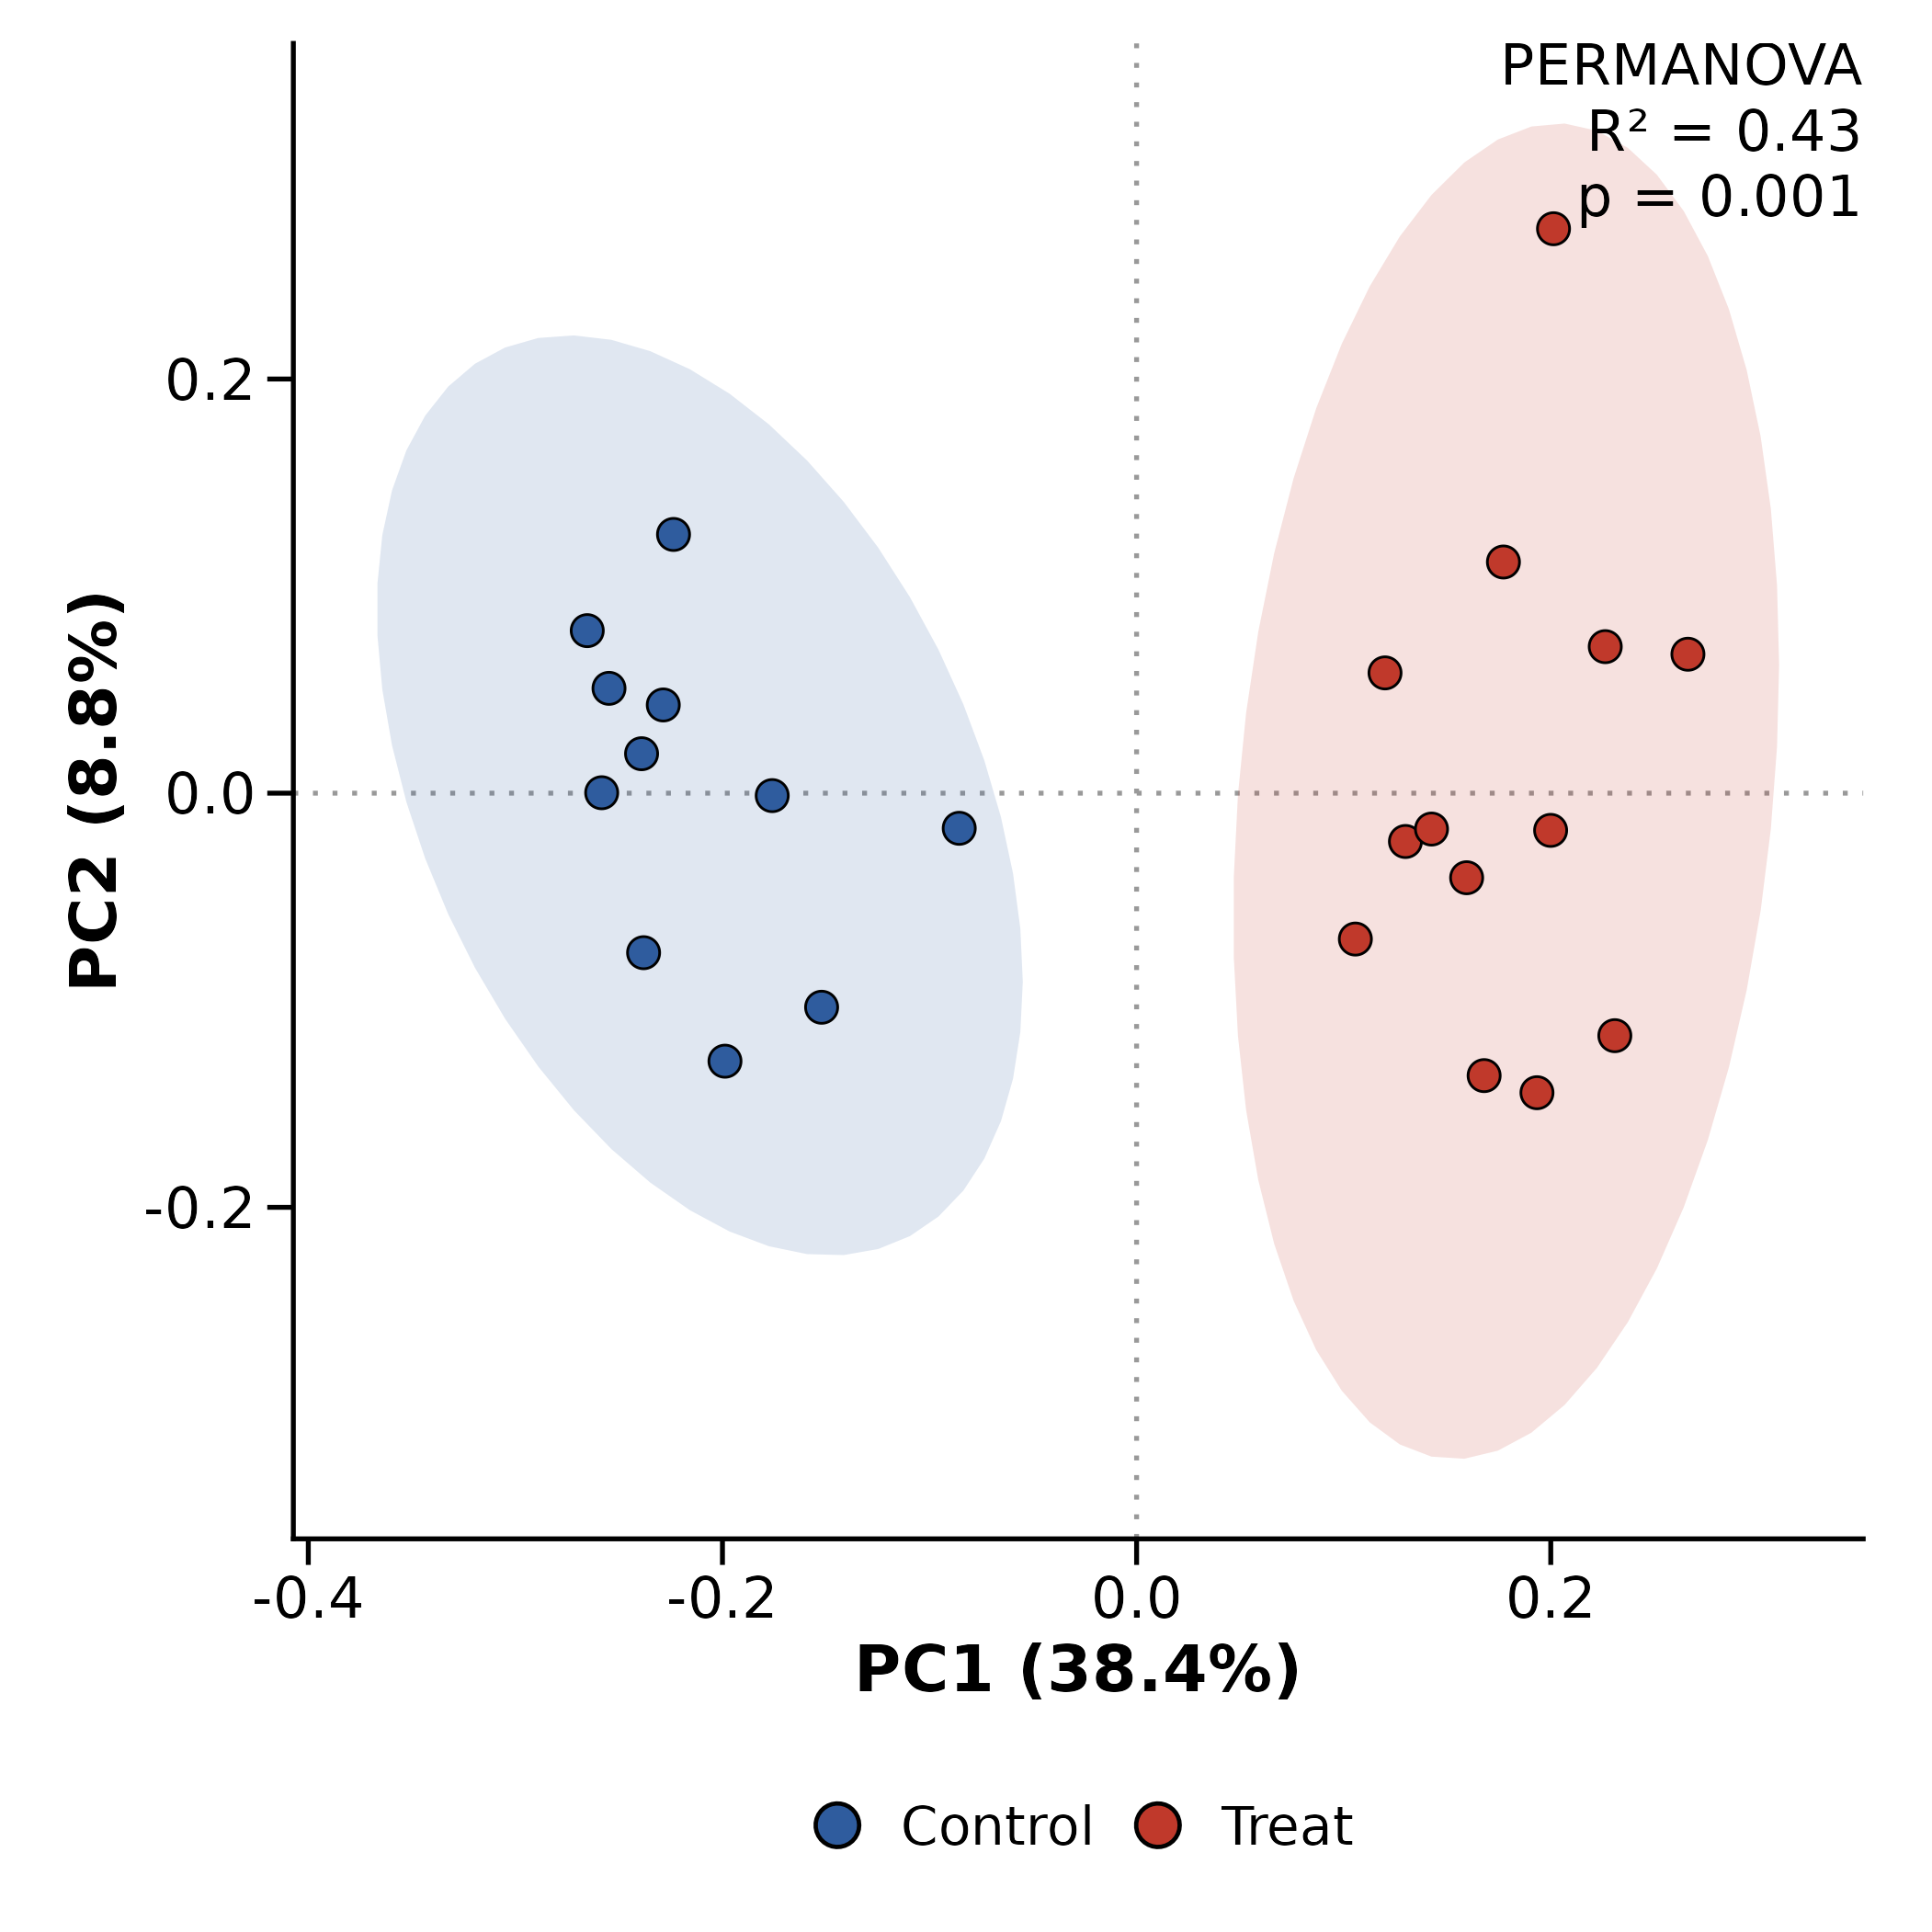 PERMANOVA
R² = 0.43
p = 0.001
0.2
0.0
-0.2
PC2 (8.8%)
-0.4 -0.2 0.0 0.2
PC1 (38.4%)
Control Treat